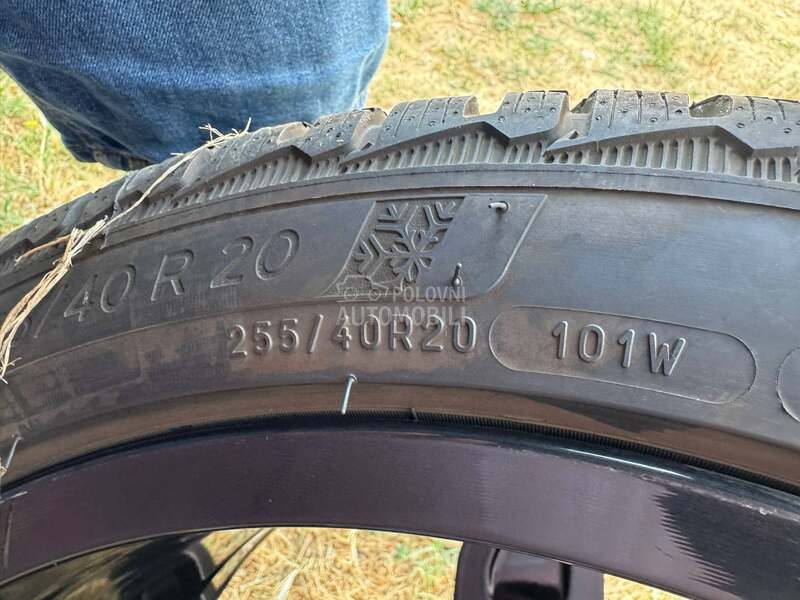 /40 R 20
POLOVNI
AUTOMOBILI
255/40R20 101W